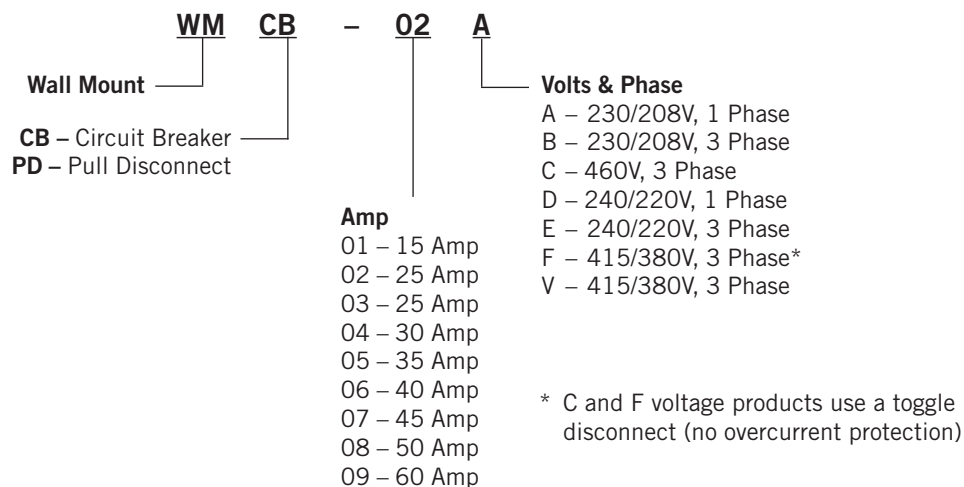 WM CB – 02 A
Wall Mount
CB – Circuit Breaker
PD – Pull Disconnect
Amp
01 – 15 Amp
02 – 25 Amp
03 – 25 Amp
04 – 30 Amp
05 – 35 Amp
06 – 40 Amp
07 – 45 Amp
08 – 50 Amp
09 – 60 Amp
Volts & Phase
A – 230/208V, 1 Phase
B – 230/208V, 3 Phase
C – 460V, 3 Phase
D – 240/220V, 1 Phase
E – 240/220V, 3 Phase
F – 415/380V, 3 Phase*
V – 415/380V, 3 Phase
* C and F voltage products use a toggle
disconnect (no overcurrent protection)